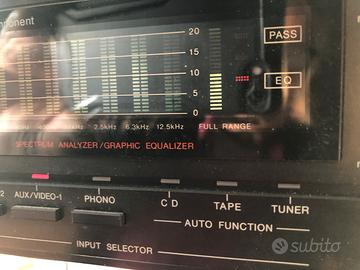 omponent
20
15
10
5
0
PASS
EQ
2.5kHz 6.3kHz 12.5kHz FULL RANGE
SPECTRUM ANALYZER/GRAPHIC EQUALIZER
2 AUX/VIDEO-1 PHONO CD TAPE TUNER
AUTO FUNCTION
INPUT SELECTOR
subito